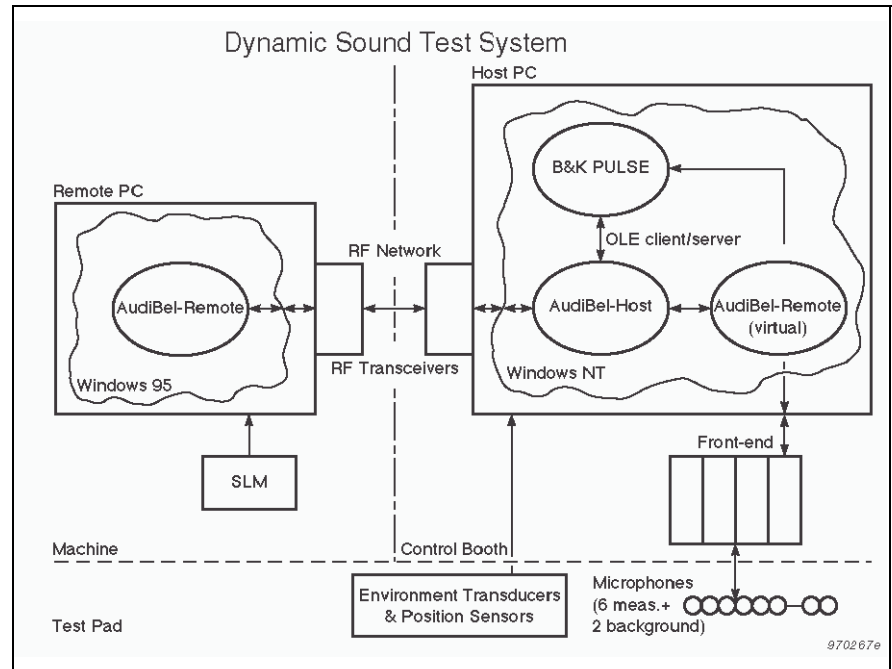 Dynamic Sound Test System
Host PC
B&K PULSE
Remote PC
OLE client/server
RF Network
AudiBel-Remote
AudiBel-Host
AudiBel-Remote
(virtual)
RF Transceivers
Windows 95
Windows NT
Front-end
SLM
Machine
Control Booth
Environment Transducers
& Position Sensors
Microphones
(6 meas.+
2 background)
Test Pad
970267e